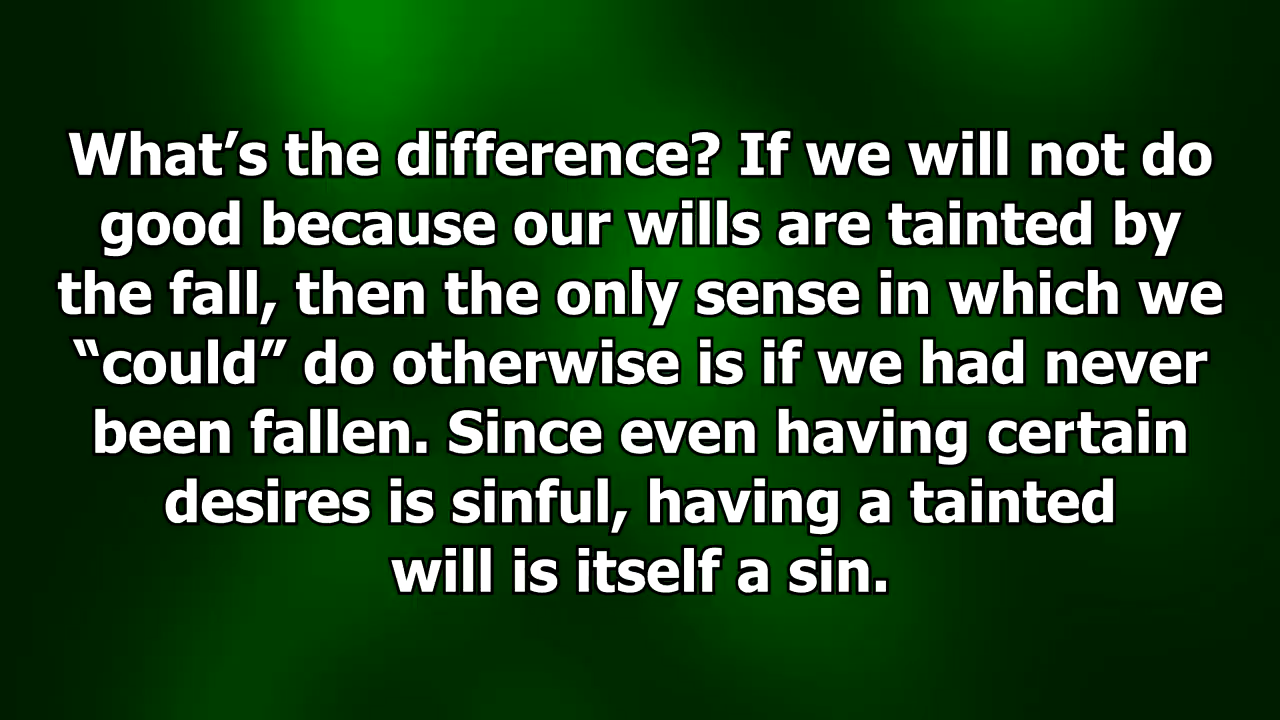 What’s the difference? If we will not do
good because our wills are tainted by
the fall, then the only sense in which we
“could” do otherwise is if we had never
been fallen. Since even having certain
desires is sinful, having a tainted
will is itself a sin.